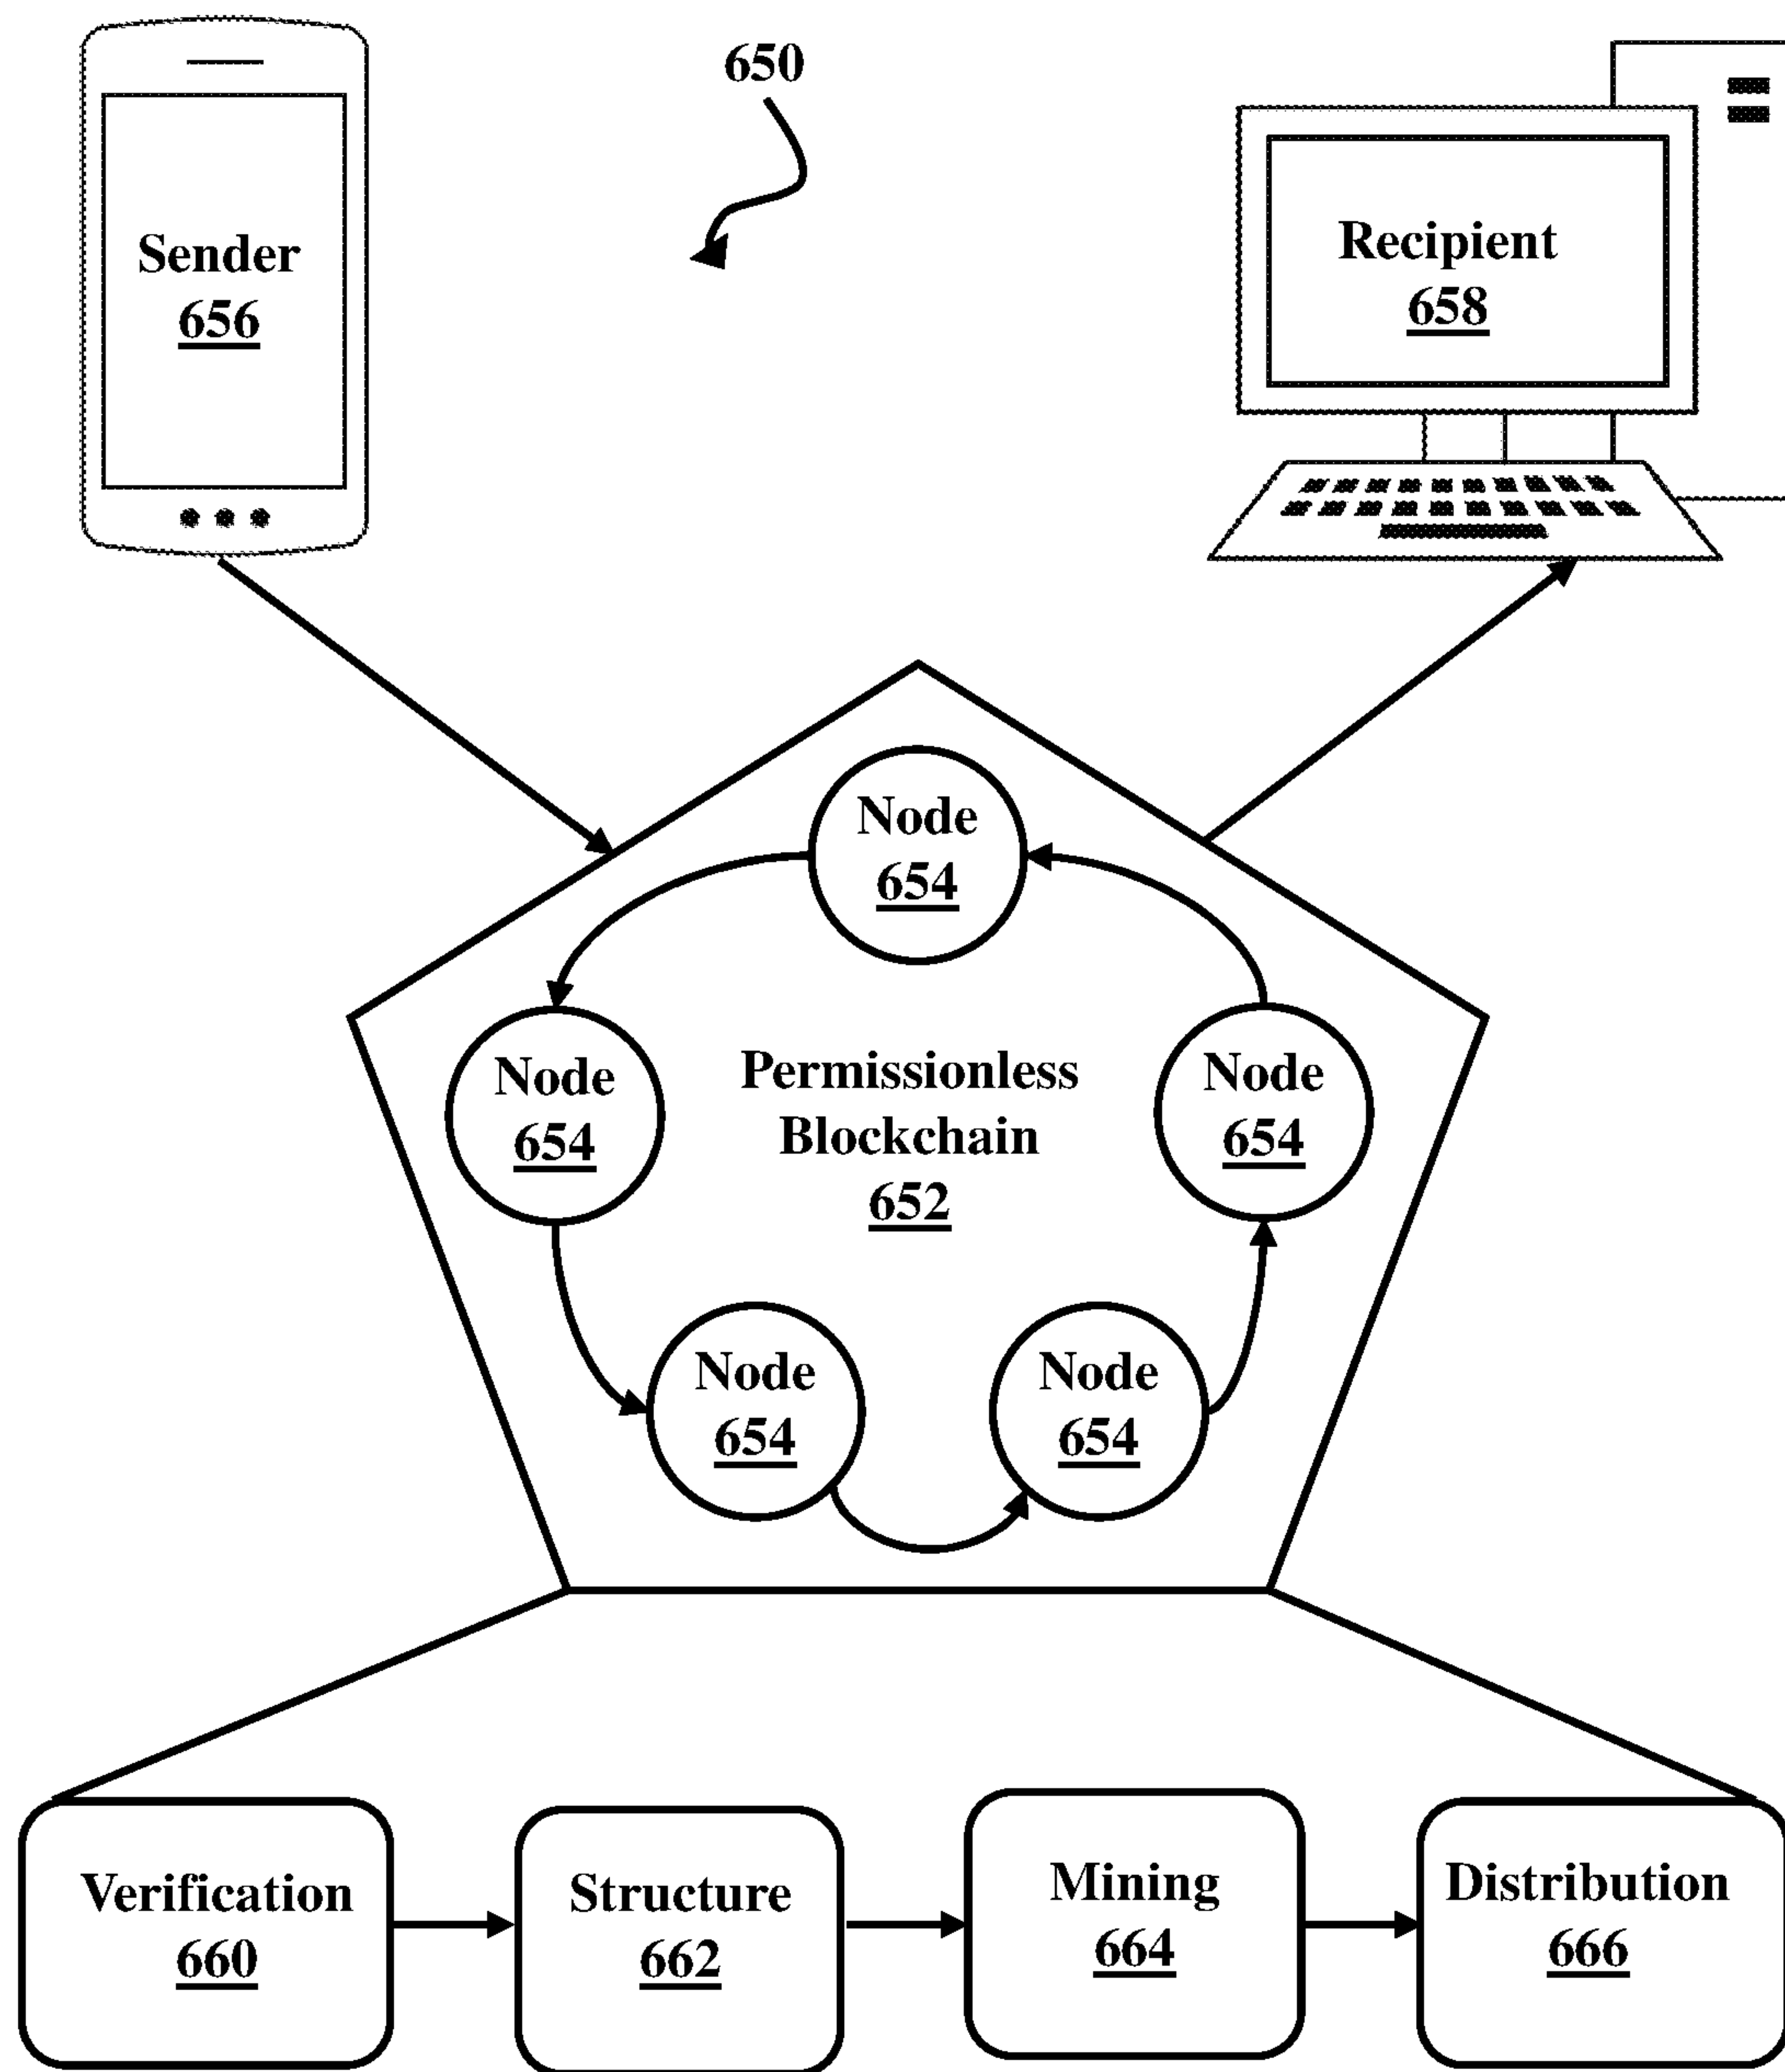 650
Sender
656
Recipient
658
Node
654
Node
654
Permissionless
Blockchain
652
Node
654
Node
654
Node
654
Verification
660
Structure
662
Mining
664
Distribution
666